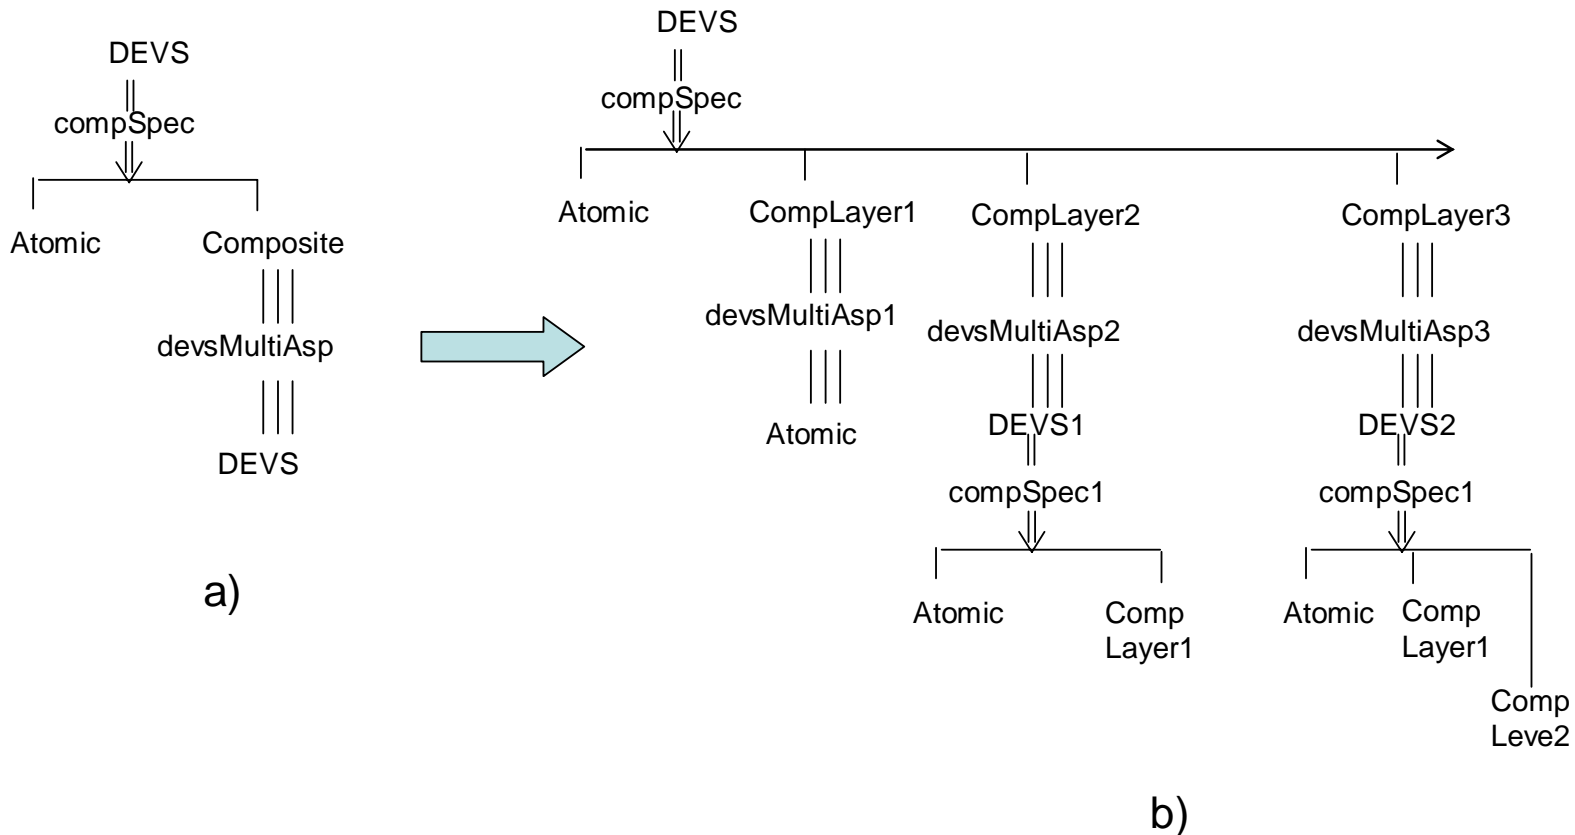 DEVS
compSpec
Atomic
Composite
devsMultiAsp
DEVS
a)
DEVS
compSpec
Atomic
CompLayer1
devsMultiAsp1
Atomic
CompLayer2
devsMultiAsp2
DEVS1
compSpec1
Atomic
Comp
Layer1
CompLayer3
devsMultiAsp3
DEVS2
compSpec1
Atomic
Comp
Layer1
Comp
Leve2
b)